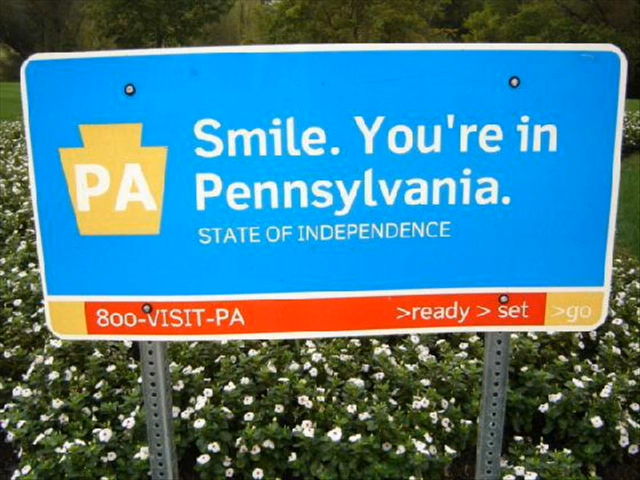 PA
Smile. You're in
Pennsylvania.
STATE OF INDEPENDENCE
800-VISIT-PA
>ready > set >go